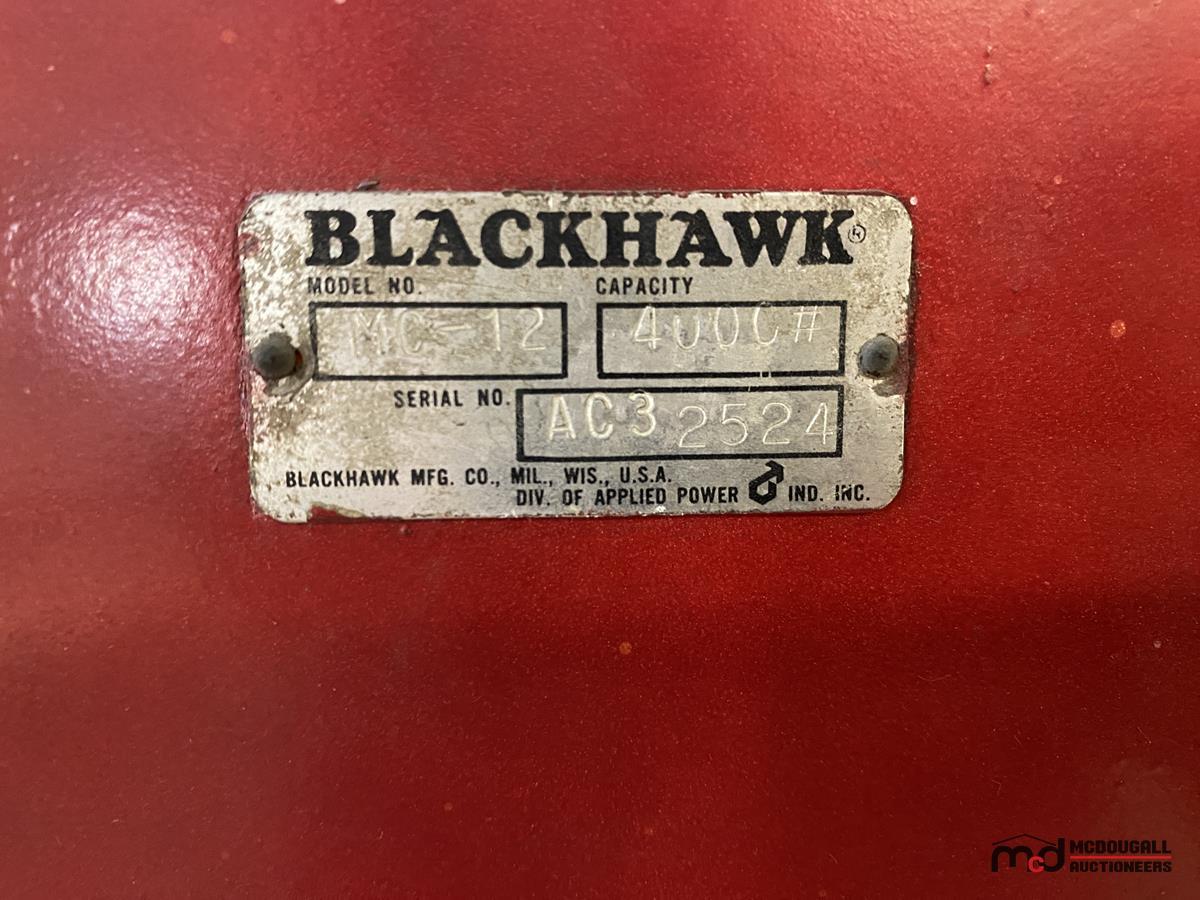 BLACKHAWK®
MODEL NO. CAPACITY
MC-12 4000#
SERIAL NO. AC3 2524
BLACKHAWK MFG. CO., MIL., WIS., U.S.A.
DIV. OF APPLIED POWER IND. INC.
mcd MCDOUGALL
AUCTIONEERS